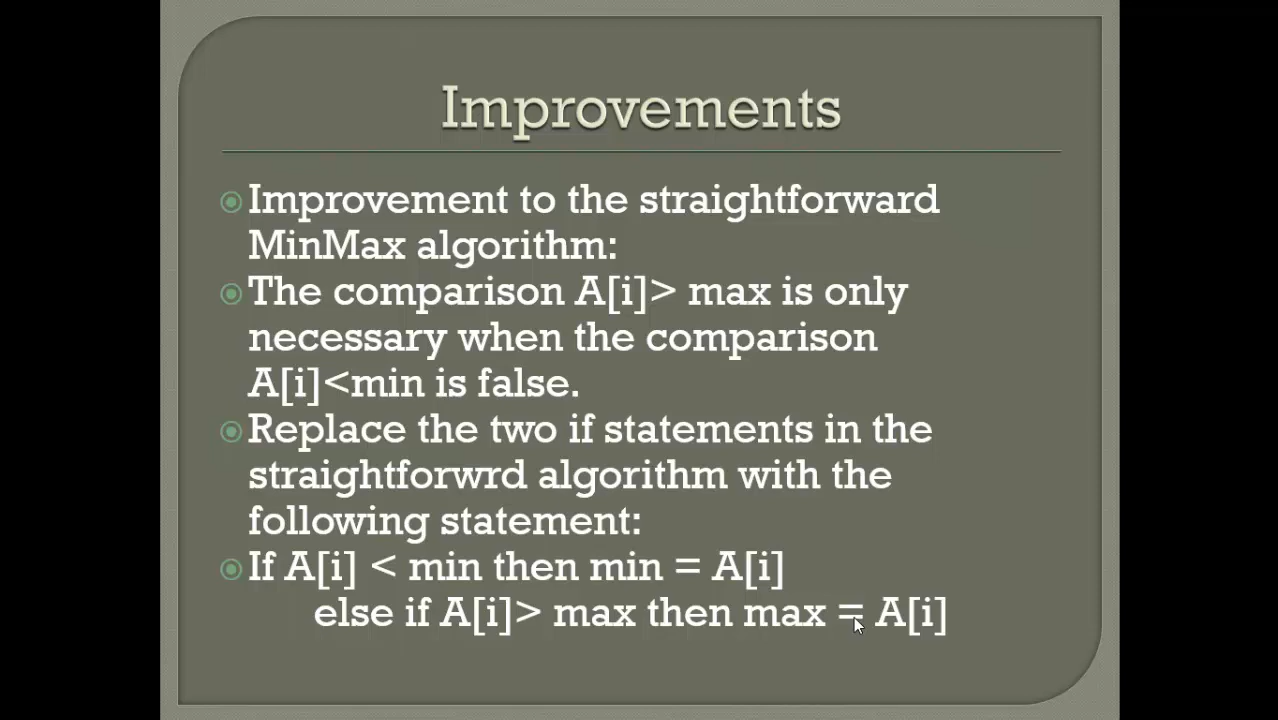 Improvements
Improvement to the straightforward
MinMax algorithm:
The comparison A[i]> max is only
necessary when the comparison
A[i]<min is false.
Replace the two if statements in the
straightforwrd algorithm with the
following statement:
If A[i] < min then min = A[i]
else if A[i]> max then max = A[i]